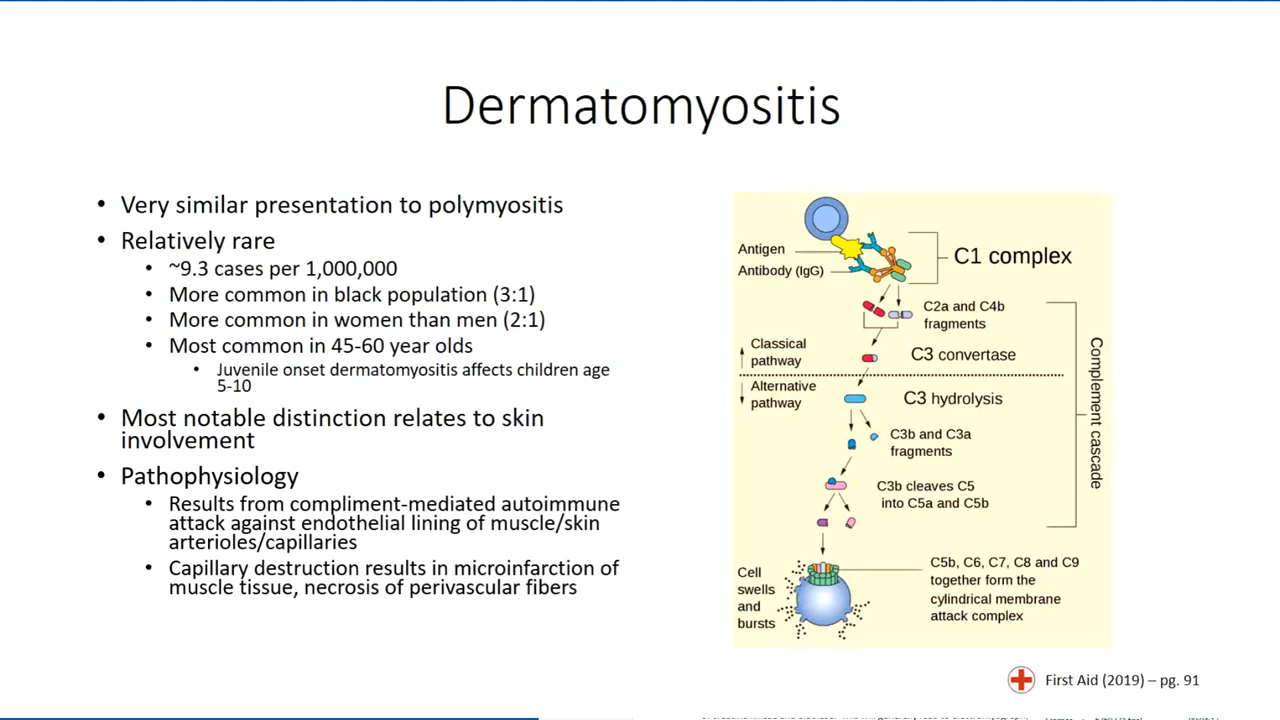 Dermatomyositis
• Very similar presentation to polymyositis
• Relatively rare
• ~9.3 cases per 1,000,000
• More common in black population (3:1)
• More common in women than men (2:1)
• Most common in 45-60 year olds
• Juvenile onset dermatomyositis affects children age
5-10
• Most notable distinction relates to skin
involvement
• Pathophysiology
• Results from compliment-mediated autoimmune
attack against endothelial lining of muscle/skin
arterioles/capillaries
• Capillary destruction results in microinfarction of
muscle tissue, necrosis of perivascular fibers
Antigen
Antibody (IgG)
C1 complex
C2a and C4b
fragments
Classical
pathway
C3 convertase
Alternative
pathway
C3 hydrolysis
C3b and C3a
fragments
C3b cleaves C5
into C5a and C5b
Complement cascade
Cell
swells
and
bursts
C5b, C6, C7, C8 and C9
together form the
cylindrical membrane
attack complex
First Aid (2019) – pg. 91